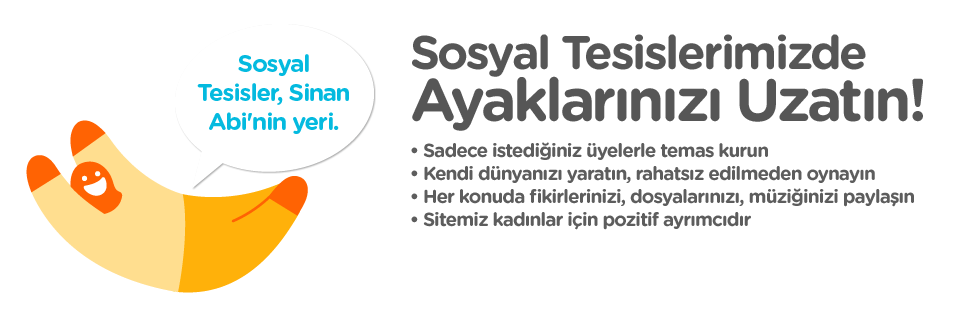 Sosyal
Tesisler, Sinan
Abi'nin yeri.
Sosyal Tesislerimizde
Ayaklarınızı Uzatın!
• Sadece istediğiniz üyelerle temas kurun
• Kendi dünyanızı yaratın, rahatsız edilmeden oynayın
• Her konuda fikirlerinizi, dosyalarınızı, müziğinizi paylaşın
• Sitemiz kadınlar için pozitif ayrımcıdır